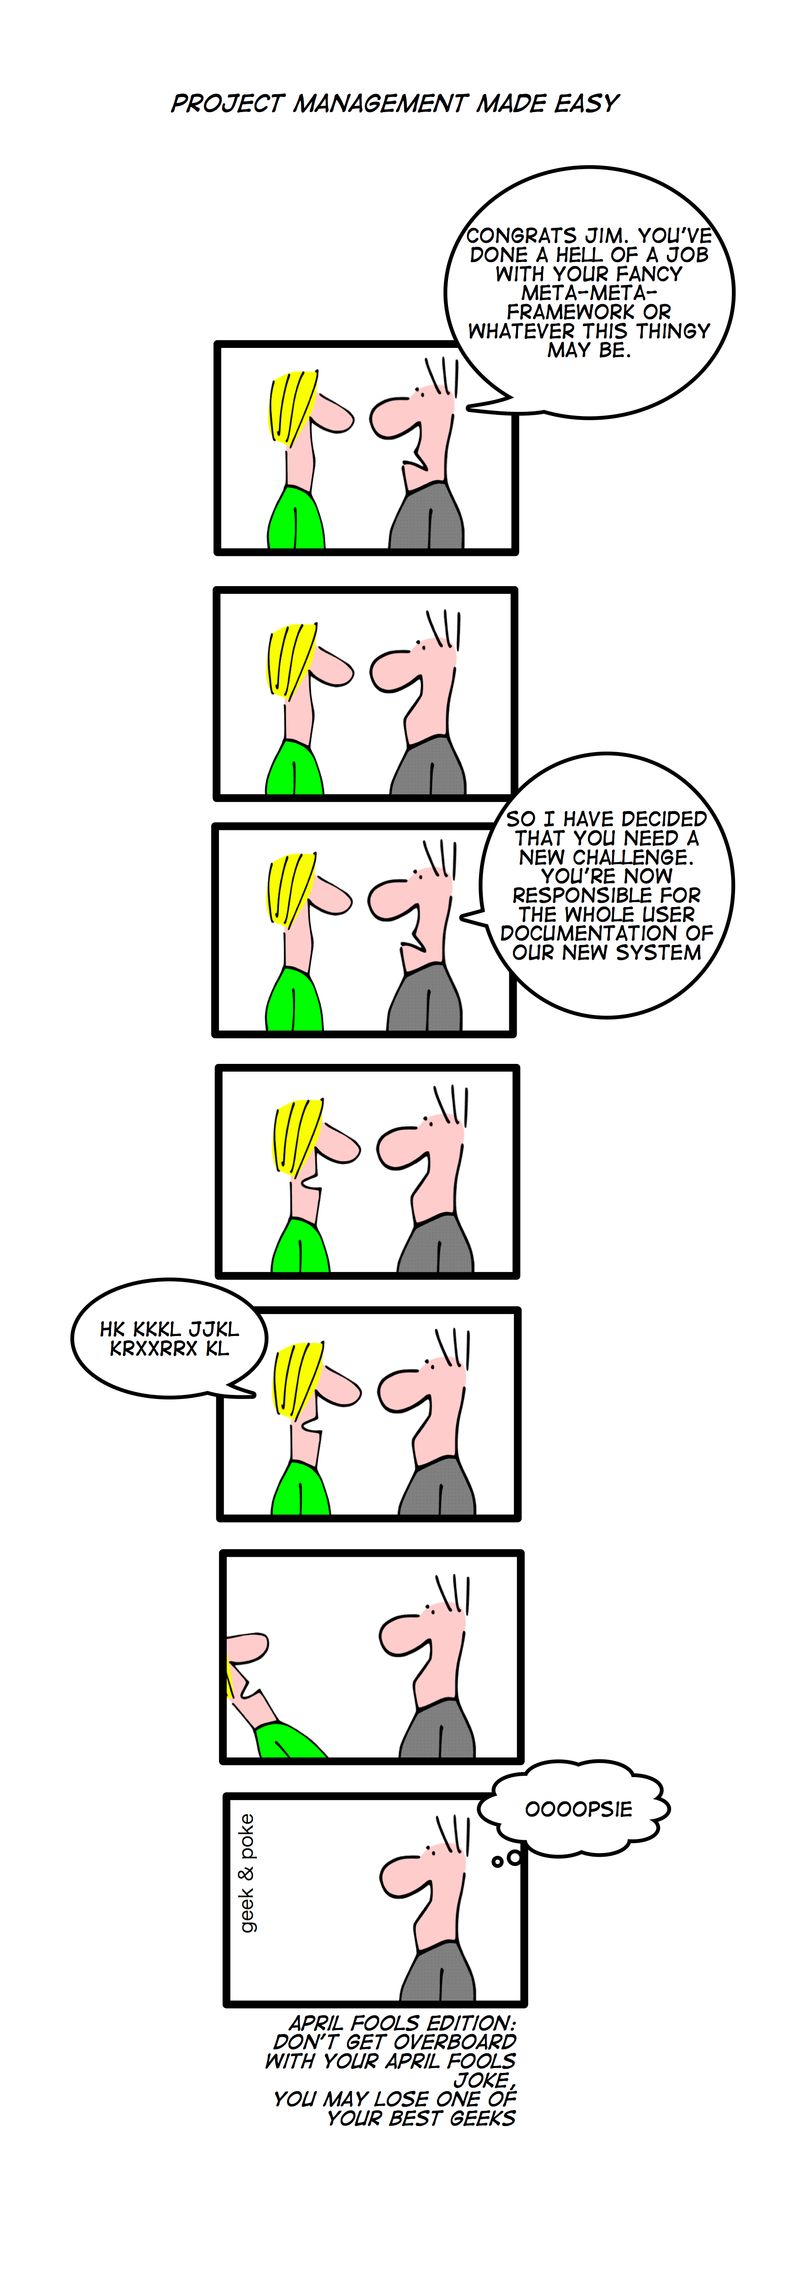 PROJECT MANAGEMENT MADE EASY
CONGRATS JIM. YOU'VE
DONE A HELL OF A JOB
WITH YOUR FANCY
META-META-
FRAMEWORK OR
WHATEVER THIS THINGY
MAY BE.
SO I HAVE DECIDED
THAT YOU NEED A
NEW CHALLENGE.
YOU'RE NOW
RESPONSIBLE FOR
THE WHOLE USER
DOCUMENTATION OF
OUR NEW SYSTEM
HK KKKL JJKL
KRXXRRX KL
OOOOPSIE
geek & poke
APRIL FOOLS EDITION:
DON'T GET OVERBOARD
WITH YOUR APRIL FOOLS
JOKE,
YOU MAY LOSE ONE OF
YOUR BEST GEEKS